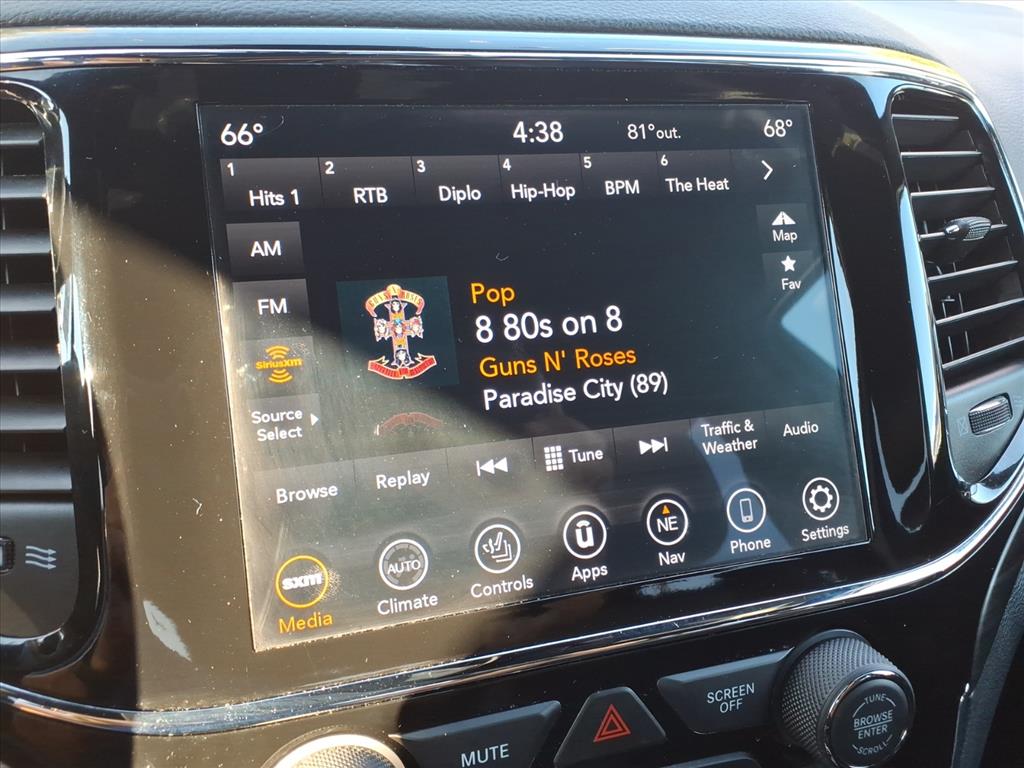 66° 4:38 81°out. 68°
1 Hits 1 2 RTB 3 Diplo 4 Hip-Hop 5 BPM 6 The Heat
AM
Map
Fav
FM
SiriusXM
Source
Select
GUNS N' ROSES
Pop
8 80s on 8
Guns N' Roses
Paradise City (89)
Browse Replay Tune Traffic &
Weather Audio
sxm AUTO NE
Media Climate Controls Apps Nav Phone Settings
MUTE
SCREEN
OFF
TUNE
BROWSE
ENTER
SCROLL